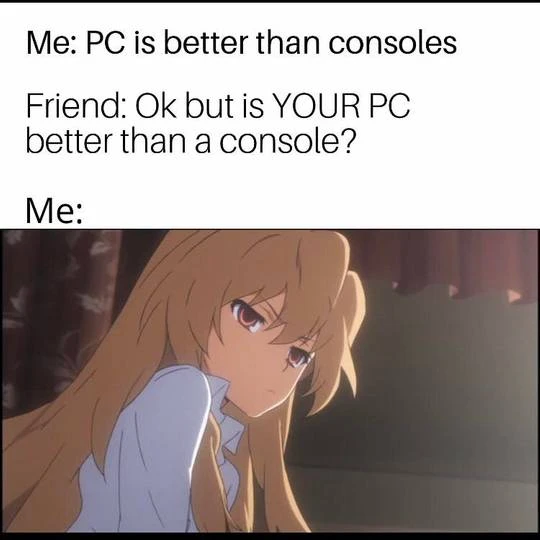 Me: PC is better than consoles
Friend: Ok but is YOUR PC
better than a console?
Me: